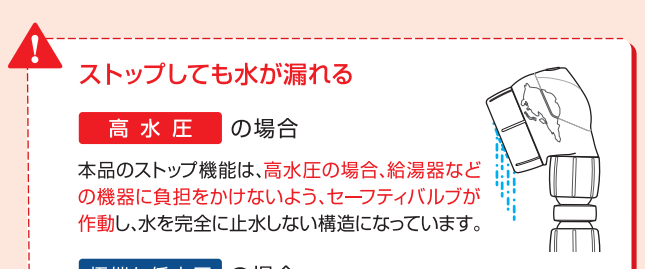 ストップしても水が漏れる
高水圧 の場合
本品のストップ機能は、高水圧の場合、給湯器など
の機器に負担をかけないよう、セーフティバルブが
作動し、水を完全に止水しない構造になっています。
の場合